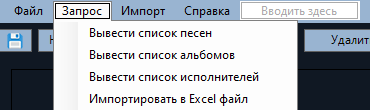 Файл Запрос Импорт Справка Вводить здесь
Удалит
Вывести список песен
Вывести список альбомов
Вывести список исполнителей
Импортировать в Excel файл